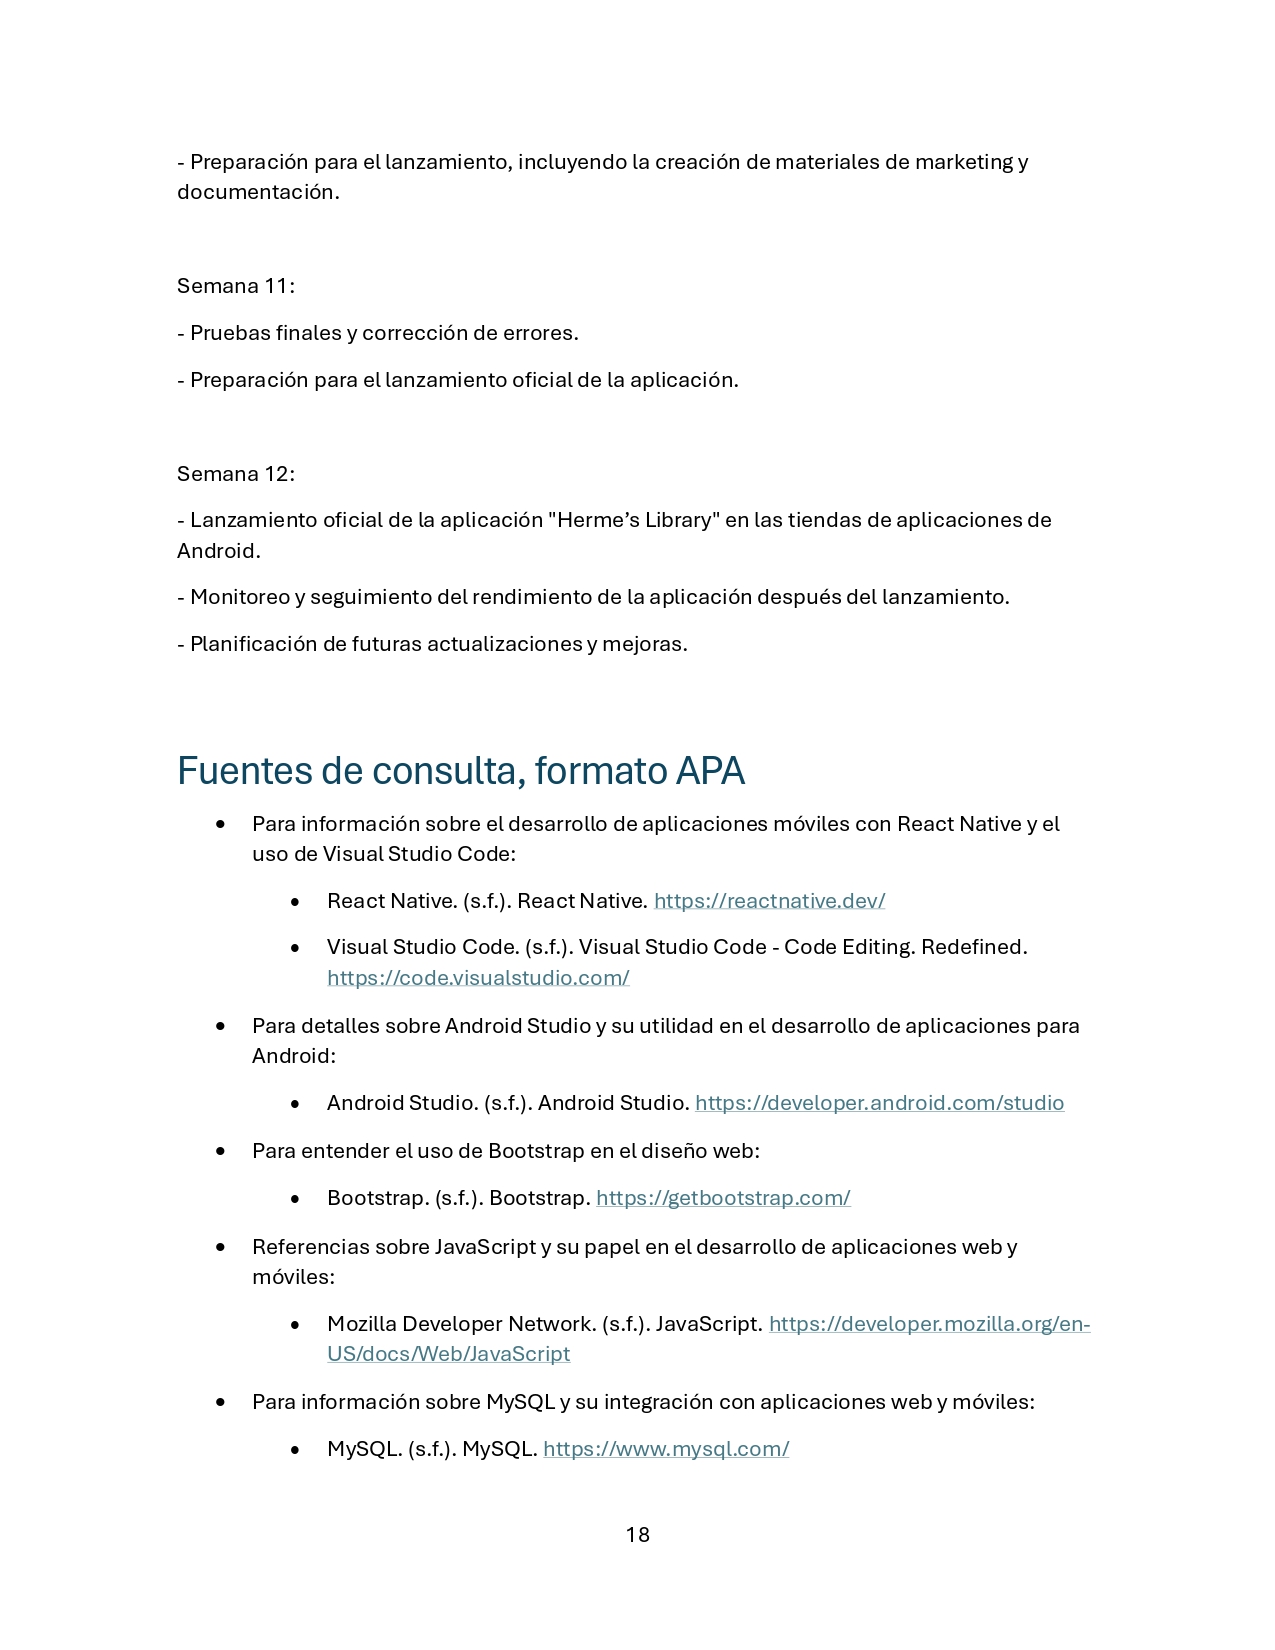 - Preparación para el lanzamiento, incluyendo la creación de materiales de marketing y
documentación.
Semana 11:
- Pruebas finales y corrección de errores.
- Preparación para el lanzamiento oficial de la aplicación.
Semana 12:
- Lanzamiento oficial de la aplicación "Herme’s Library" en las tiendas de aplicaciones de
Android.
- Monitoreo y seguimiento del rendimiento de la aplicación después del lanzamiento.
- Planificación de futuras actualizaciones y mejoras.
Fuentes de consulta, formato APA
• Para información sobre el desarrollo de aplicaciones móviles con React Native y el
uso de Visual Studio Code:
• React Native. (s.f.). React Native. https://reactnative.dev/
• Visual Studio Code. (s.f.). Visual Studio Code - Code Editing. Redefined.
https://code.visualstudio.com/
• Para detalles sobre Android Studio y su utilidad en el desarrollo de aplicaciones para
Android:
• Android Studio. (s.f.). Android Studio. https://developer.android.com/studio
• Para entender el uso de Bootstrap en el diseño web:
• Bootstrap. (s.f.). Bootstrap. https://getbootstrap.com/
• Referencias sobre JavaScript y su papel en el desarrollo de aplicaciones web y
móviles:
• Mozilla Developer Network. (s.f.). JavaScript. https://developer.mozilla.org/en-
US/docs/Web/JavaScript
• Para información sobre MySQL y su integración con aplicaciones web y móviles:
• MySQL. (s.f.). MySQL. https://www.mysql.com/
18